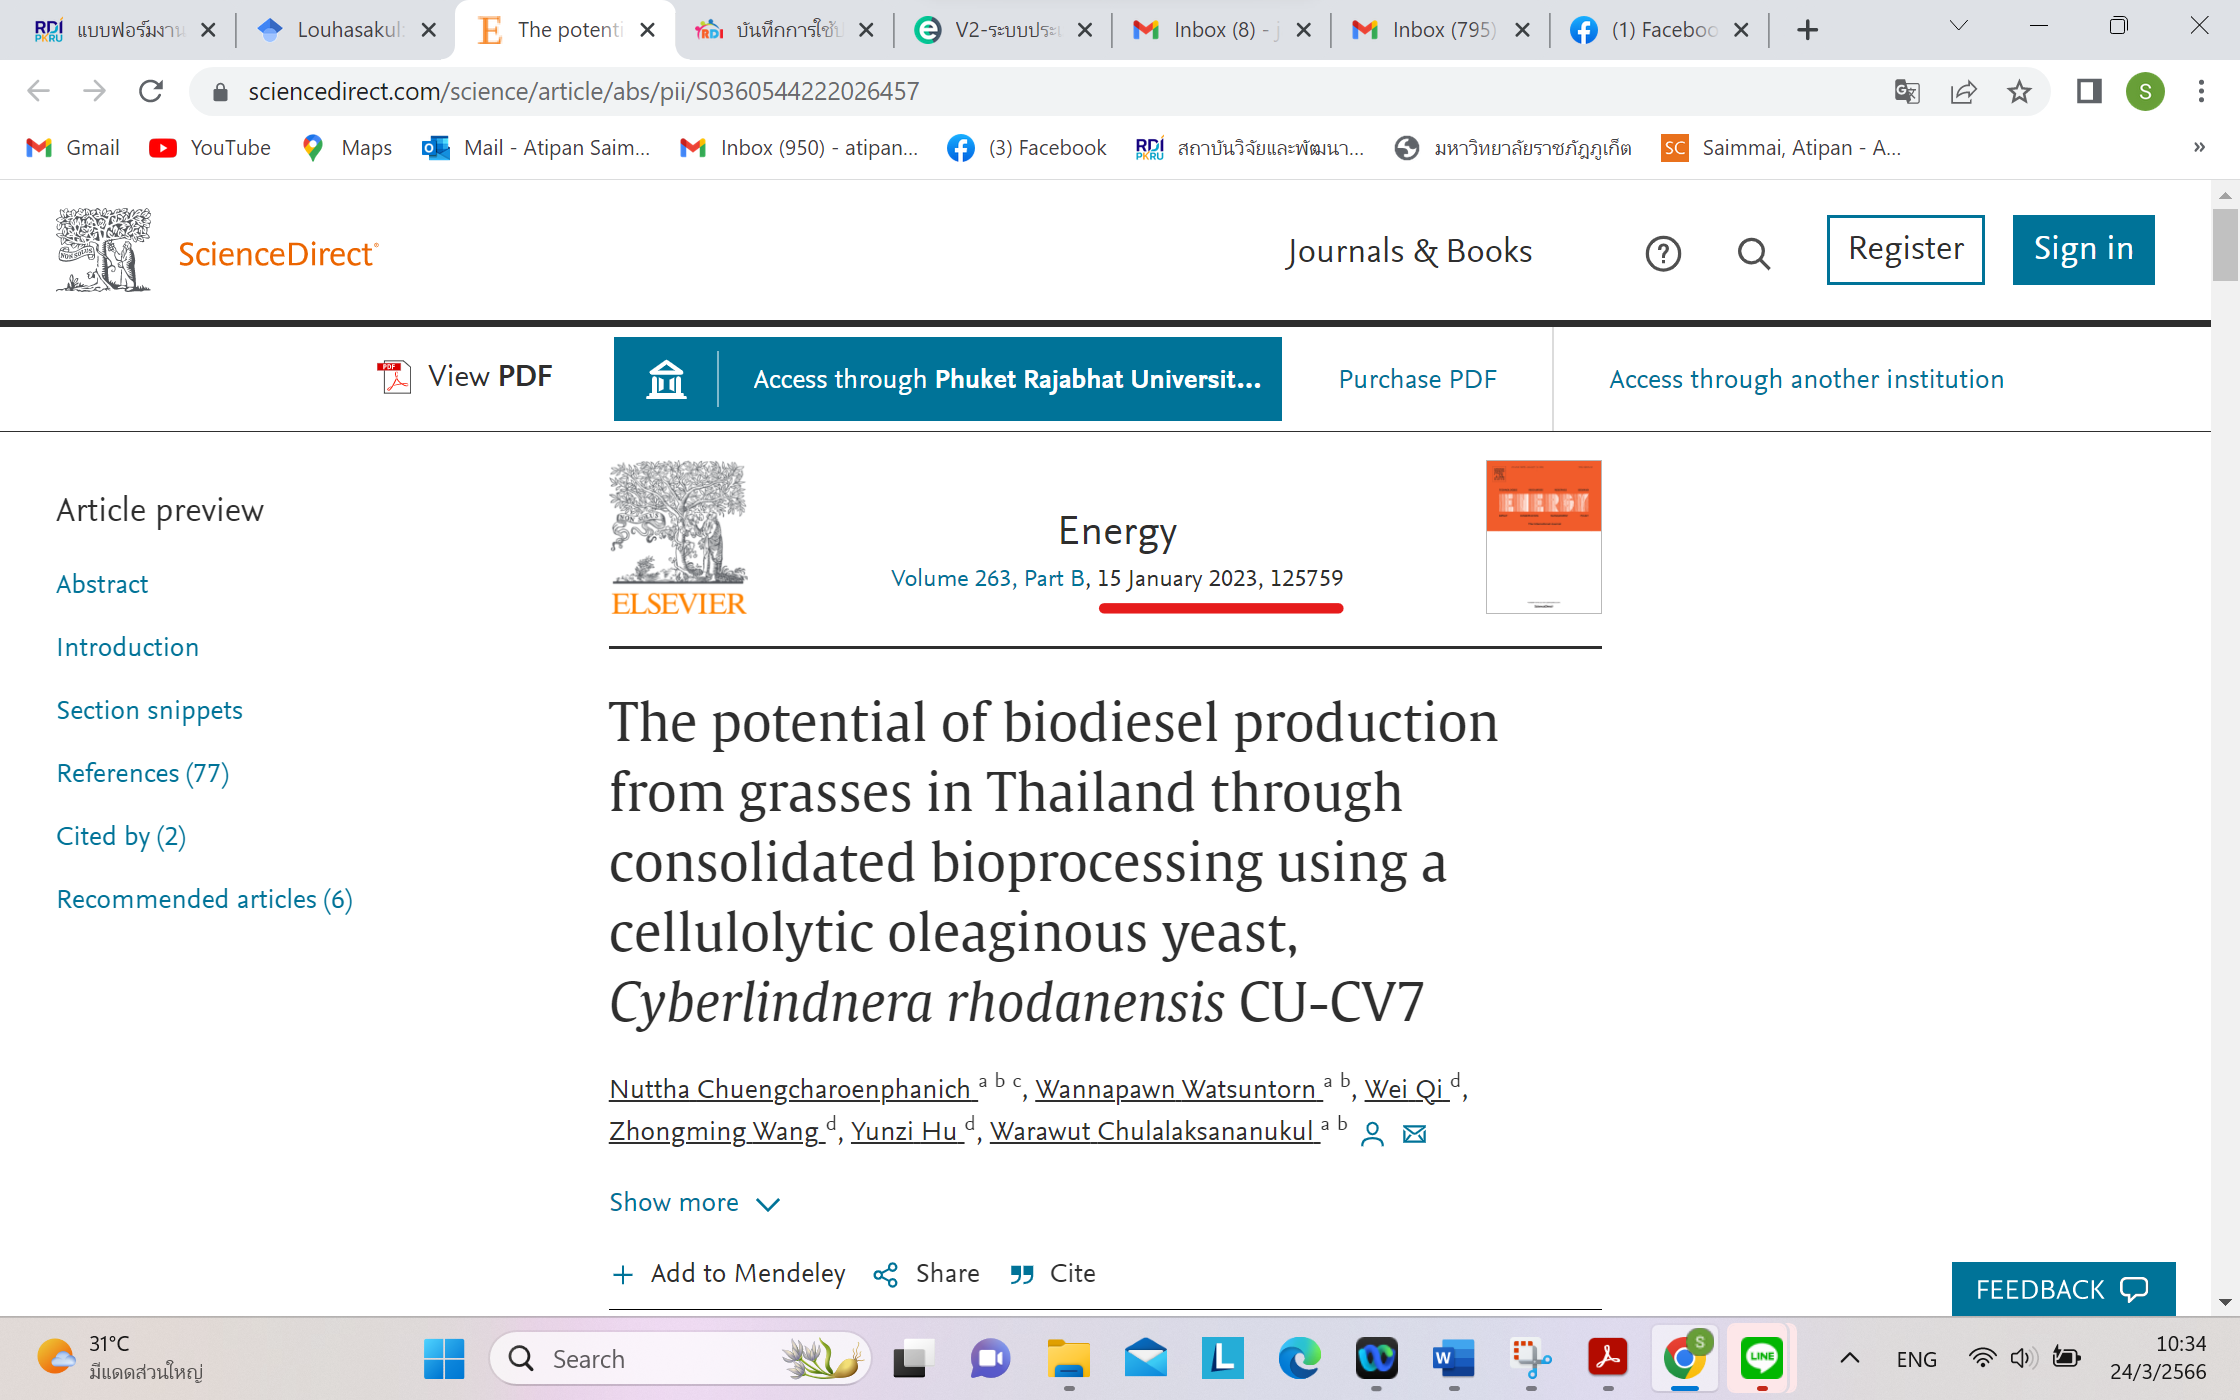 แบบฟอร์มงาน
Louhasakul
The potenti
บันทึกการใช้
V2-ระบบประ
Inbox (8) - j
Inbox (795)
(1) Faceboo
sciencedirect.com/science/article/abs/pii/S0360544222026457
S
Gmail
YouTube
Maps
Mail - Atipan Saim...
Inbox (950) - atipan...
(3) Facebook
สถาบันวิจัยและพัฒนา...
มหาวิทยาลัยราชภัฏภูเก็ต
SC Saimmai, Atipan - A...
ScienceDirect
Journals & Books
Register
Sign in
View PDF
Access through Phuket Rajabhat Universit...
Purchase PDF
Access through another institution
Article preview
Abstract
Introduction
Section snippets
References (77)
Cited by (2)
Recommended articles (6)
ELSEVIER
Energy
Volume 263, Part B, 15 January 2023, 125759
ENERGY
The potential of biodiesel production
from grasses in Thailand through
consolidated bioprocessing using a
cellulolytic oleaginous yeast,
Cyberlindnera rhodanensis CU-CV7
Nuttha Chuengcharoenphanich a b c, Wannapawn Watsuntorn a b, Wei Qi d,
Zhongming Wang d, Yunzi Hu d, Warawut Chulalaksananukul a b
Show more
Add to Mendeley
Share
Cite
FEEDBACK
31°C
มีแดดส่วนใหญ่
Search
LINE
ENG
10:34
24/3/2566